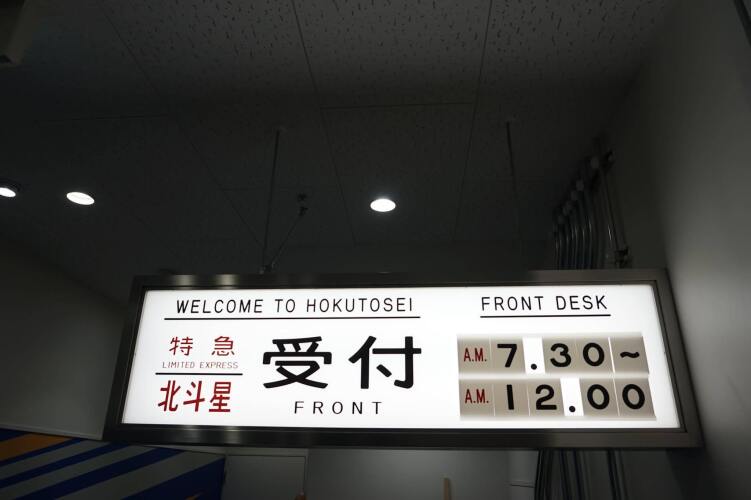 WELCOME TO HOKUTOSEI
特急
LIMITED EXPRESS
北斗星
受付
FRONT
FRONT DESK
A.M. 7.30～
A.M. 12.00